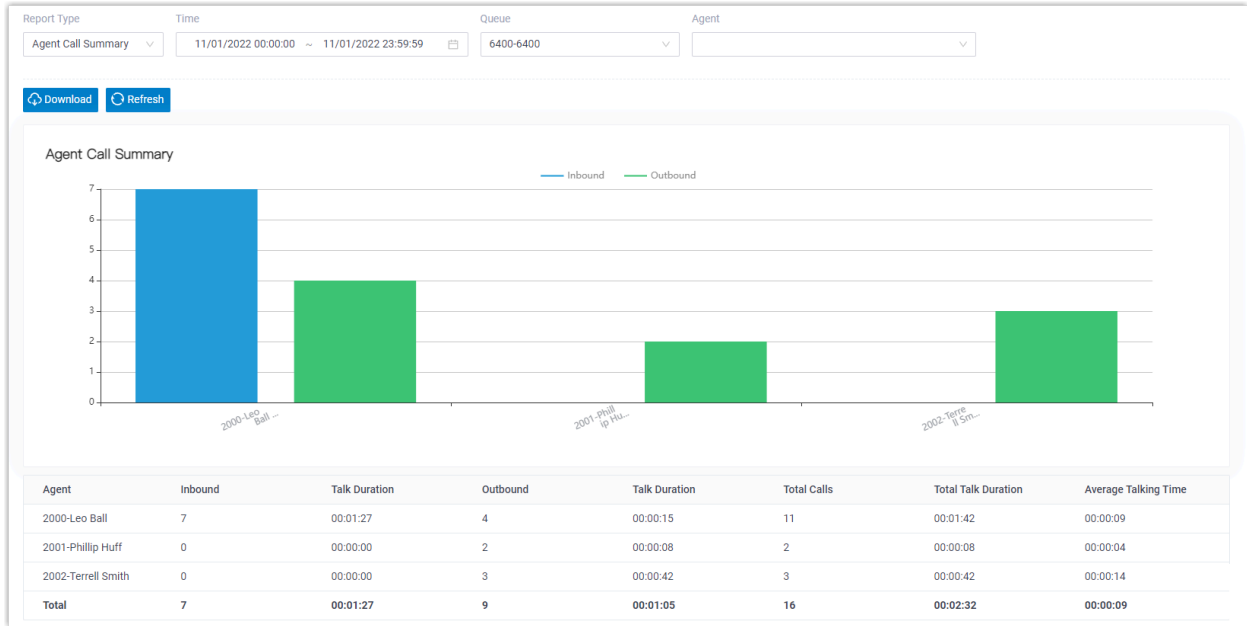 Report Type Time Queue Agent
Agent Call Summary 11/01/2022 00:00:00 ~ 11/01/2022 23:59:59 6400-6400
Download Refresh
Agent Call Summary
Inbound Outbound
7
6
5
4
3
2
1
0
2000-Leo
Ball ...
2001-Phill
ip Hu...
2002-Terre
ll Sm...
Agent Inbound Talk Duration Outbound Talk Duration Total Calls Total Talk Duration Average Talking Time
2000-Leo Ball 7 00:01:27 4 00:00:15 11 00:01:42 00:00:09
2001-Phillip Huff 0 00:00:00 2 00:00:08 2 00:00:08 00:00:04
2002-Terrell Smith 0 00:00:00 3 00:00:42 3 00:00:42 00:00:14
Total 7 00:01:27 9 00:01:05 16 00:02:32 00:00:09